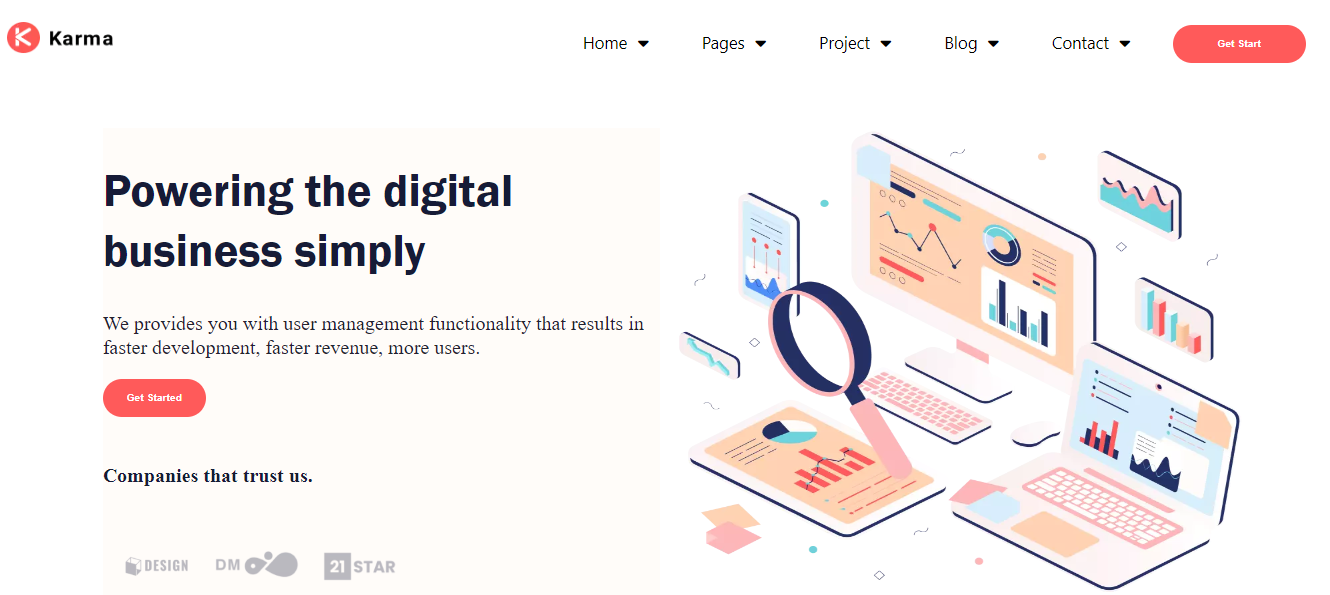 Karma
Home Pages Project Blog Contact Get Start
Powering the digital
business simply
We provides you with user management functionality that results in
faster development, faster revenue, more users.
Get Started
Companies that trust us.
DESIGN DM 21 STAR